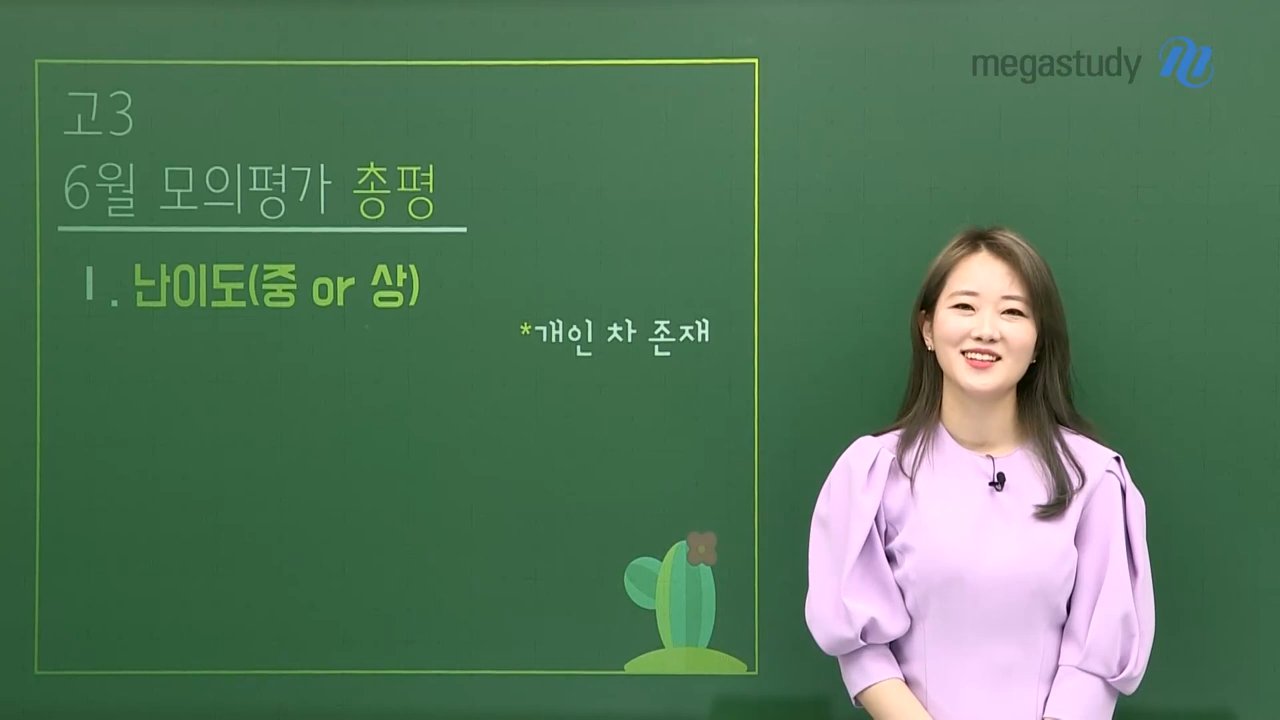 megastudy
고3
6월 모의평가 총평
1. 난이도(중 or 상)
*개인 차 존재